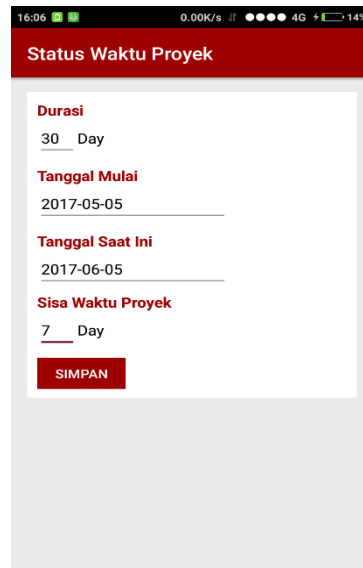 16:06 0.00K/s 4G 14%
Status Waktu Proyek
Durasi
30 Day
Tanggal Mulai
2017-05-05
Tanggal Saat Ini
2017-06-05
Sisa Waktu Proyek
7 Day
SIMPAN